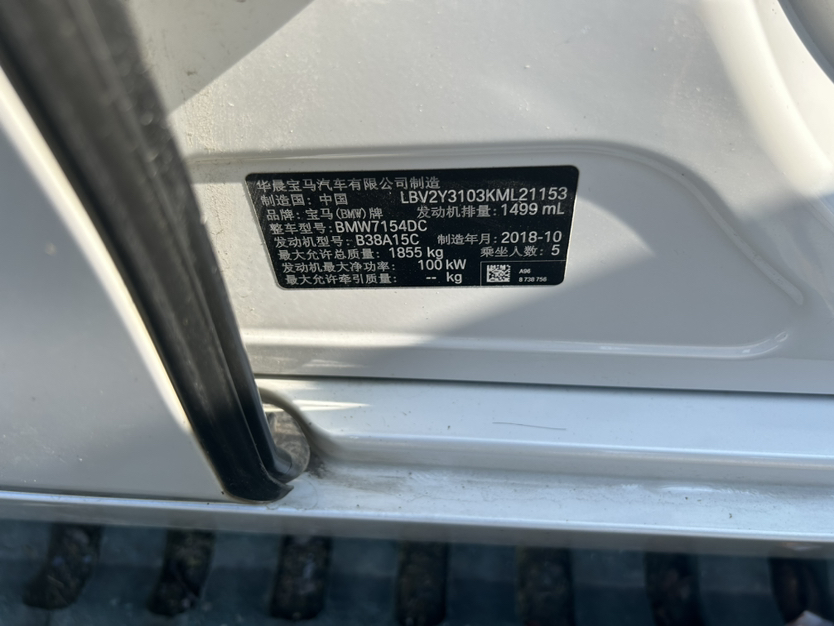 华晨宝马汽车有限公司制造
制造国: 中国 LBV2Y3103KML21153
品牌: 宝马(BMW)牌 发动机排量: 1499 mL
整车型号: BMW7154DC
发动机型号: B38A15C 制造年月: 2018-10
最大允许总质量: 1855 kg 乘坐人数: 5
发动机最大净功率: 100 kW
最大允许牵引质量: -- kg
A96
8 738 756